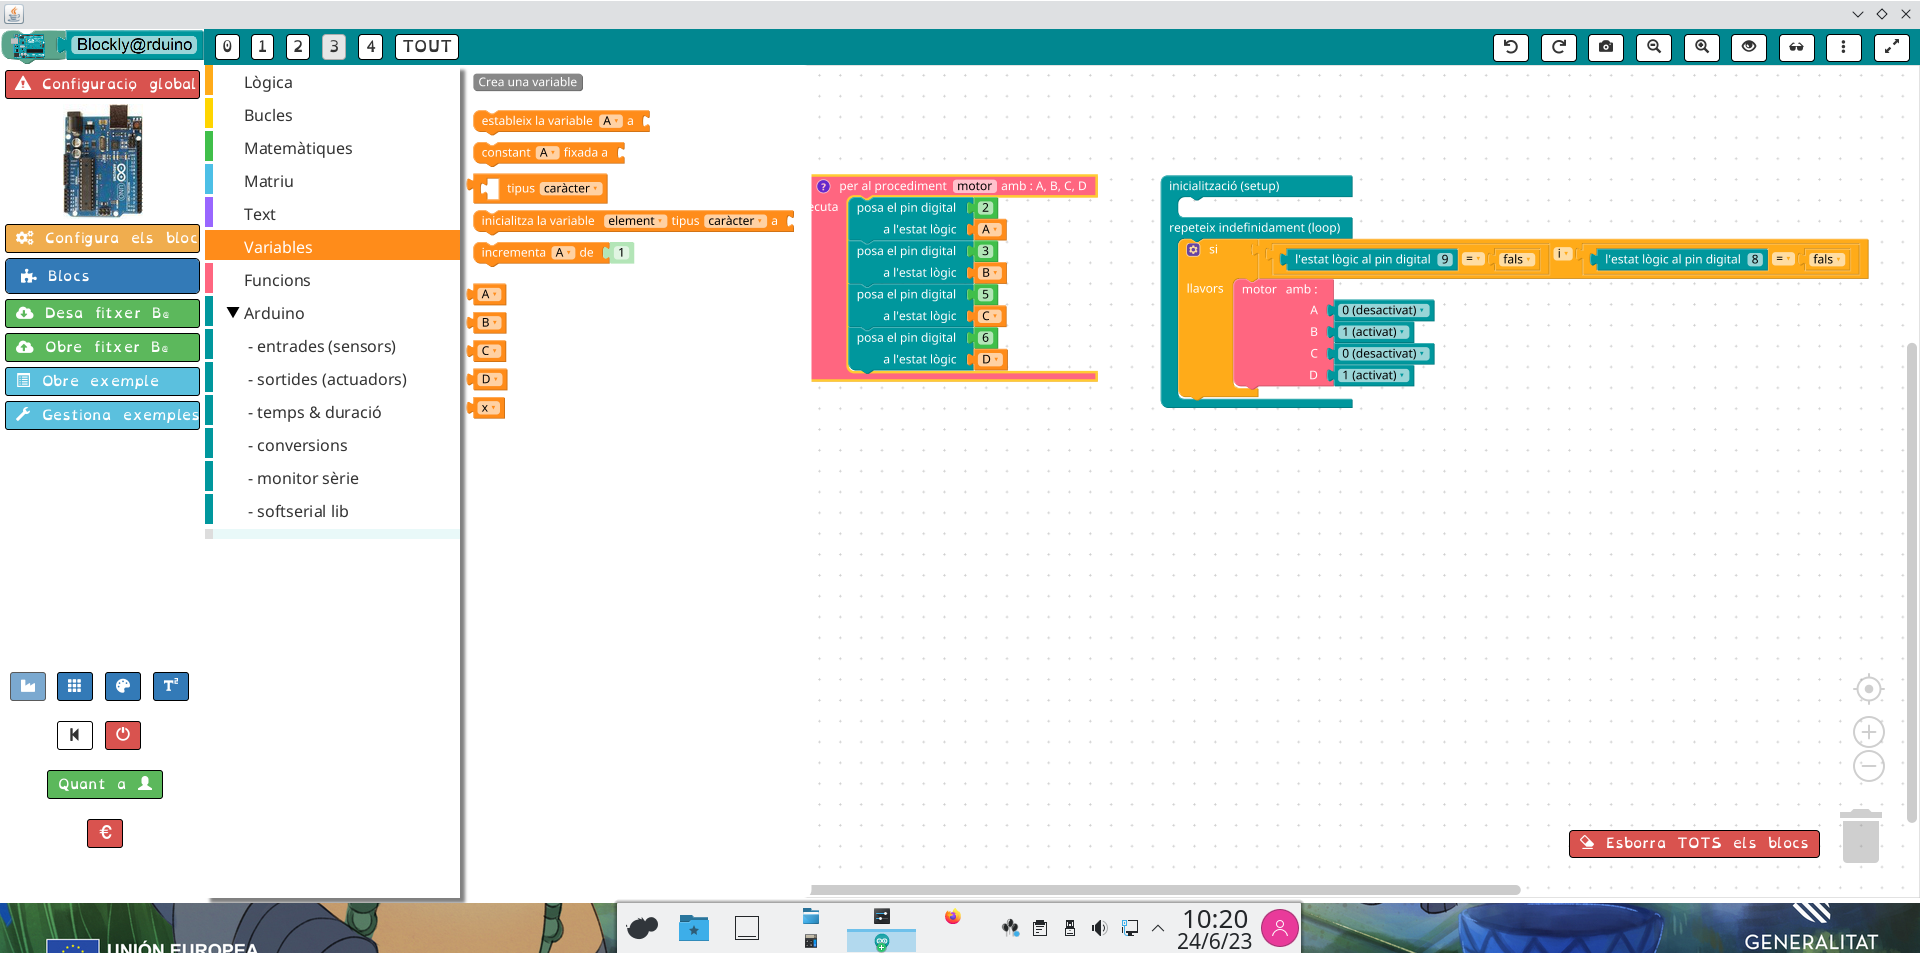 Blockly@rduino
0 1 2 3 4 TOUT
Configuració global
Configura els bloc
Blocs
Desa fitxer B@
Obre fitxer B@
Obre exemple
Gestiona exemples
Quant a
€
Lògica
Bucles
Matemàtiques
Matriu
Text
Variables
Funcions
Arduino
- entrades (sensors)
- sortides (actuadors)
- temps & duració
- conversions
- monitor sèrie
- softserial lib
Crea una variable
estableix la variable A a
constant A fixada a
tipus caràcter
inicialitza la variable element tipus caràcter a
incrementa A de 1
A
B
C
D
x
? per al procediment motor amb : A, B, C, D
cuta
posa el pin digital 2
a l'estat lògic A
posa el pin digital 3
a l'estat lògic B
posa el pin digital 5
a l'estat lògic C
posa el pin digital 6
a l'estat lògic D
inicialització (setup)
repeteix indefinidament (loop)
si l'estat lògic al pin digital 9 = fals i l'estat lògic al pin digital 8 = fals
llavors motor amb :
A 0 (desactivat)
B 1 (activat)
C 0 (desactivat)
D 1 (activat)
Esborra TOTS els blocs
10:20
24/6/23
UNIÓN EUROPEA
GENERALITAT